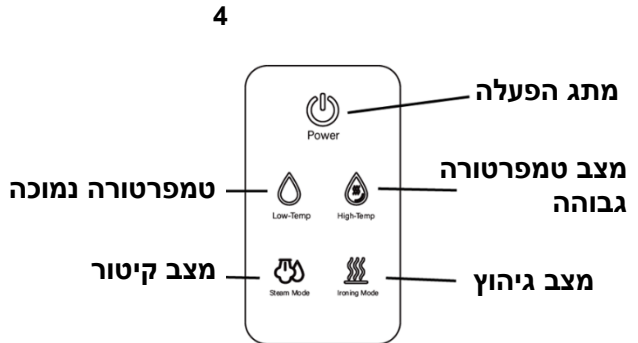 4
מתג הפעלה
Power
מצב טמפרטורה
גבוהה
טמפרטורה נמוכה
Low-Temp
High-Temp
מצב קיטור
Steam Mode
Ironing Mode
מצב גיהוץ